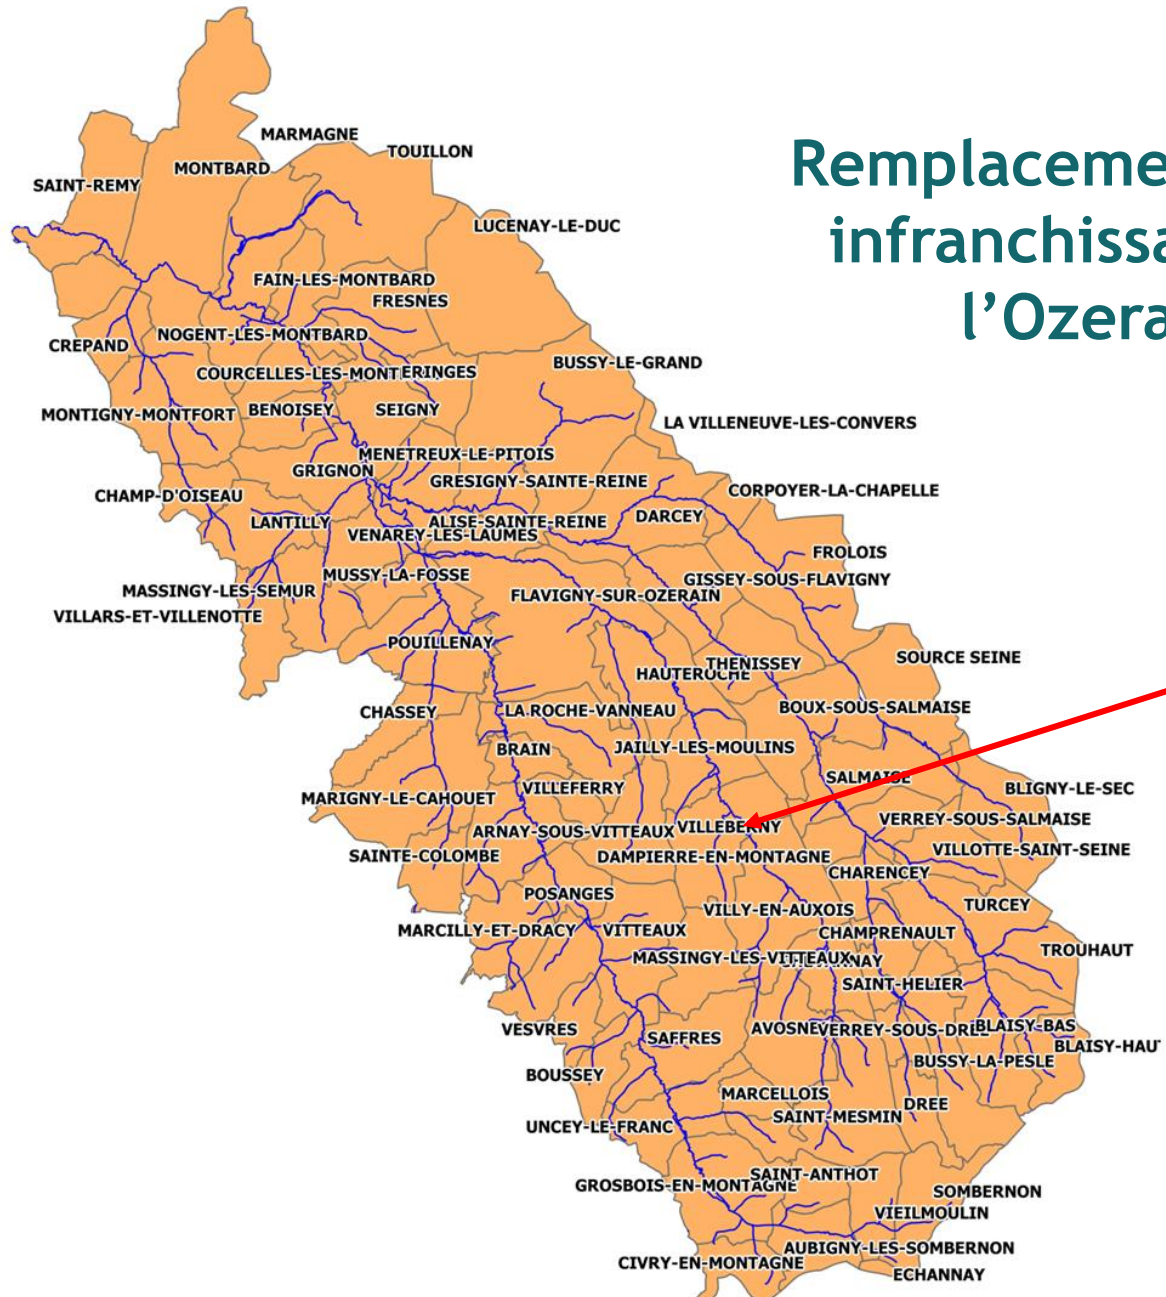 Remplaceme
infranchissa
l'Ozera
MARMAGNE
TOUILLON
MONTBARD
SAINT-REMY
LUCENAY-LE-DUC
FAIN-LES-MONTBARD
FRESNES
NOGENT-LES-MONTBARD
CREPAND
BUSSY-LE-GRAND
COURCELLES-LES-MONT
ERINGES
MONTIGNY-MONTFORT
BENOISEY
SEIGNY
LA VILLENEUVE-LES-CONVERS
MENETREUX-LE-PITOIS
GRIGNON
GRESIGNY-SAINTE-REINE
CORPOYER-LA-CHAPELLE
CHAMP-D'OISEAU
LANTILLY
ALISE-SAINTE-REINE
DARCEY
VENAREY-LES-LAUMES
FROLOIS
MUSSY-LA-FOSSE
GISSEY-SOUS-FLAVIGNY
MASSINGY-LES-SEMUR
FLAVIGNY-SUR-OZERAIN
VILLARS-ET-VILLENOTTE
POUILLENAY
SOURCE SEINE
THENISSEY
HAUTEROCHE
CHASSEY
LA ROCHE-VANNEAU
BOUX-SOUS-SALMAISE
BRAIN
JAILLY-LES-MOULINS
SALMAISE
VILLEFERRY
BLIGNY-LE-SEC
MARIGNY-LE-CAHOUET
VERREY-SOUS-SALMAISE
ARNAY-SOUS-VITTEAUX
VILLEBERNY
SAINTE-COLOMBE
DAMPIERRE-EN-MONTAGNE
VILLOTTE-SAINT-SEINE
CHARENCEY
POSANGES
VILLY-EN-AUXOIS
TURCEY
MARCILLY-ET-DRACY
VITTEAUX
CHAMPRENAULT
TROUHAUT
MASSINGY-LES-VITTEAUX
NAY
SAINT-HELIER
VESVRES
SAFFRES
AVOSNE
VERREY-SOUS-DREE
BLAISY-BAS
BLAISY-HAUT
BOUSSEY
BUSSY-LA-PESLE
MARCELLOIS
DREE
UNCEY-LE-FRANC
SAINT-MESMIN
SAINT-ANTHOT
GROSBOIS-EN-MONTAGNE
SOMBERNON
VIEILMOULIN
AUBIGNY-LES-SOMBERNON
CIVRY-EN-MONTAGNE
ECHANNAY